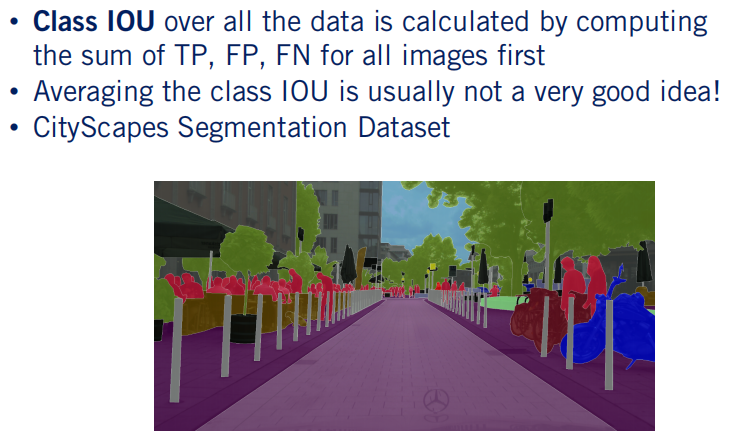 • Class IOU over all the data is calculated by computing
the sum of TP, FP, FN for all images first
• Averaging the class IOU is usually not a very good idea!
• CityScapes Segmentation Dataset